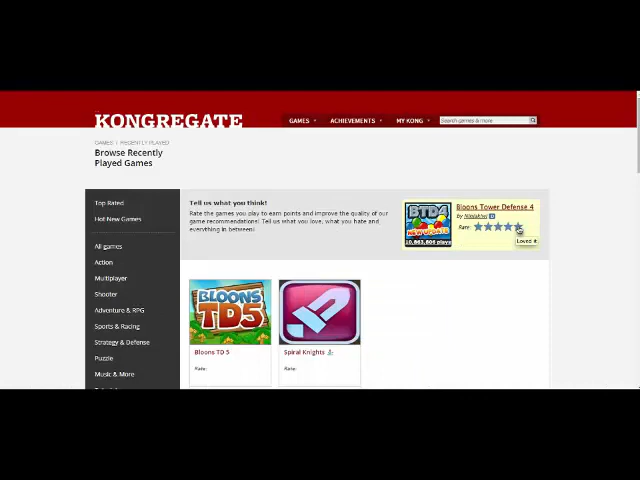 KONGREGATE
GAMES ACHIEVEMENTS MY KONG Search games & more
GAMES | RECENTLY PLAYED
Browse Recently
Played Games
Top Rated
Hot New Games
All games
Action
Multiplayer
Shooter
Adventure & RPG
Sports & Racing
Strategy & Defense
Puzzle
Music & More
Tell us what you think!
Rate the games you play to earn points and improve the quality of our
game recommendations! Tell us what you love, what you hate and
everything in between!
BTD4
NEW UPDATE
10,863,806 plays
Bloons Tower Defense 4
by Ninjakiwi
Rate:
Loved it
BLOONS
TD5
Bloons TD 5
Rate:
Spiral Knights
Rate: